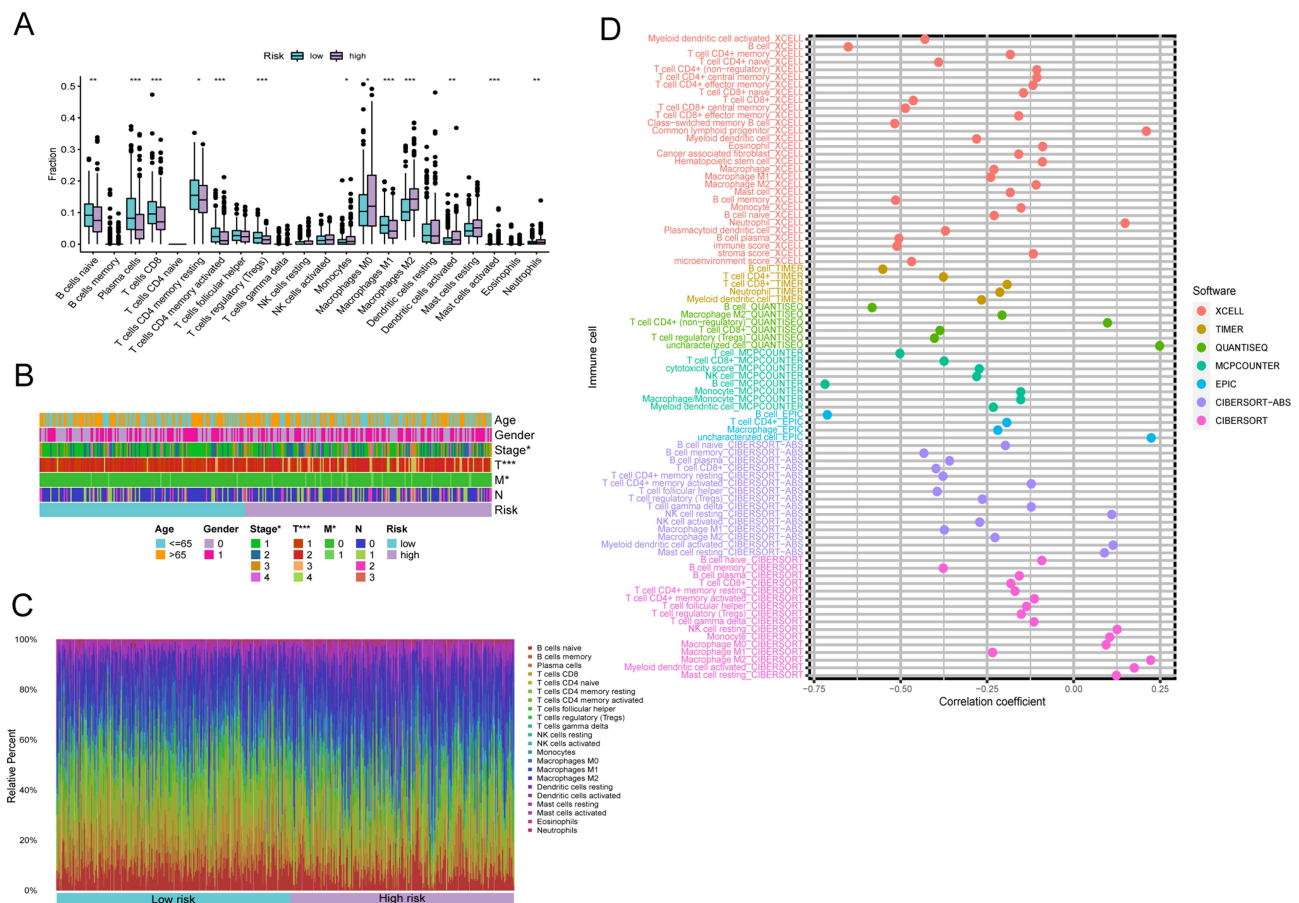 A
Risk low high
** *** *** * *** *** * * *** *** ** *** **
Fraction
0.5
0.4
0.3
0.2
0.1
0.0
B cells naive
B cells memory
Plasma cells
T cells CD8
T cells CD4 naive
T cells CD4 memory resting
T cells CD4 memory activated
T cells follicular helper
T cells regulatory (Tregs)
T cells gamma delta
NK cells resting
NK cells activated
Monocytes
Macrophages M0
Macrophages M1
Macrophages M2
Dendritic cells resting
Dendritic cells activated
Mast cells resting
Mast cells activated
Eosinophils
Neutrophils
B
Age
Gender
Stage*
T***
M*
N
Risk
Age Gender Stage* T*** M* N Risk
<=65 0 1 1 0 0 low
>65 1 2 2 1 1 high
3 3 2
4 4 3
C
Relative Percent
100%
80%
60%
40%
20%
0%
Low risk High risk
B cells naive
B cells memory
Plasma cells
T cells CD8
T cells CD4 naive
T cells CD4 memory resting
T cells CD4 memory activated
T cells follicular helper
T cells regulatory (Tregs)
T cells gamma delta
NK cells resting
NK cells activated
Monocytes
Macrophages M0
Macrophages M1
Macrophages M2
Dendritic cells resting
Dendritic cells activated
Mast cells resting
Mast cells activated
Eosinophils
Neutrophils
D
Immune cell
Myeloid dendritic cell activated_XCELL
B cell_XCELL
T cell CD4+ memory_XCELL
T cell CD4+ naive_XCELL
T cell CD4+ (non-regulatory)_XCELL
T cell CD4+ central memory_XCELL
T cell CD4+ effector memory_XCELL
T cell CD8+ naive_XCELL
T cell CD8+_XCELL
T cell CD8+ central memory_XCELL
T cell CD8+ effector memory_XCELL
Class-switched memory B cell_XCELL
Common lymphoid progenitor_XCELL
Myeloid dendritic cell_XCELL
Eosinophil_XCELL
Cancer associated fibroblast_XCELL
Hematopoietic stem cell_XCELL
Macrophage_XCELL
Macrophage M1_XCELL
Macrophage M2_XCELL
Mast cell_XCELL
B cell memory_XCELL
Monocyte_XCELL
B cell naive_XCELL
Neutrophil_XCELL
Plasmacytoid dendritic cell_XCELL
B cell plasma_XCELL
immune score_XCELL
stroma score_XCELL
microenvironment score_XCELL
B cell_TIMER
T cell CD4+_TIMER
T cell CD8+_TIMER
Neutrophil_TIMER
Myeloid dendritic cell_TIMER
B cell_QUANTISEQ
Macrophage M2_QUANTISEQ
T cell CD4+ (non-regulatory)_QUANTISEQ
T cell CD8+_QUANTISEQ
T cell regulatory (Tregs)_QUANTISEQ
uncharacterized cell_QUANTISEQ
T cell_MCPCOUNTER
T cell CD8+_MCPCOUNTER
cytotoxicity score_MCPCOUNTER
NK cell_MCPCOUNTER
B cell_MCPCOUNTER
Monocyte_MCPCOUNTER
Macrophage/Monocyte_MCPCOUNTER
Myeloid dendritic cell_MCPCOUNTER
B cell_EPIC
T cell CD4+_EPIC
Macrophage_EPIC
uncharacterized cell_EPIC
B cell naive_CIBERSORT-ABS
B cell memory_CIBERSORT-ABS
B cell plasma_CIBERSORT-ABS
T cell CD8+_CIBERSORT-ABS
T cell CD4+ memory resting_CIBERSORT-ABS
T cell CD4+ memory activated_CIBERSORT-ABS
T cell follicular helper_CIBERSORT-ABS
T cell regulatory (Tregs)_CIBERSORT-ABS
T cell gamma delta_CIBERSORT-ABS
NK cell resting_CIBERSORT-ABS
NK cell activated_CIBERSORT-ABS
Macrophage M1_CIBERSORT-ABS
Macrophage M2_CIBERSORT-ABS
Myeloid dendritic cell activated_CIBERSORT-ABS
Mast cell resting_CIBERSORT-ABS
B cell naive_CIBERSORT
B cell memory_CIBERSORT
B cell plasma_CIBERSORT
T cell CD8+_CIBERSORT
T cell CD4+ memory resting_CIBERSORT
T cell CD4+ memory activated_CIBERSORT
T cell follicular helper_CIBERSORT
T cell regulatory (Tregs)_CIBERSORT
T cell gamma delta_CIBERSORT
NK cell resting_CIBERSORT
Monocyte_CIBERSORT
Macrophage M0_CIBERSORT
Macrophage M1_CIBERSORT
Macrophage M2_CIBERSORT
Myeloid dendritic cell activated_CIBERSORT
Mast cell resting_CIBERSORT
−0.75 −0.50 −0.25 0.00 0.25
Correlation coefficient
Software
XCELL
TIMER
QUANTISEQ
MCPCOUNTER
EPIC
CIBERSORT−ABS
CIBERSORT